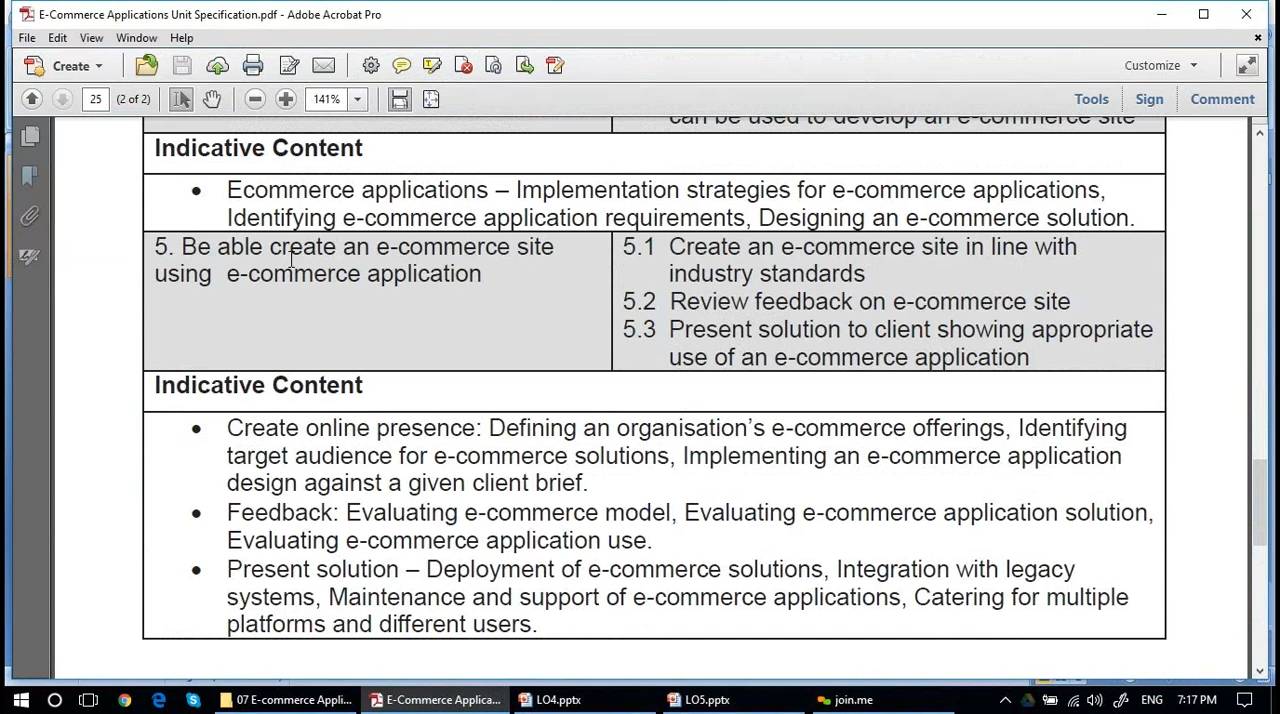 E-Commerce Applications Unit Specification.pdf - Adobe Acrobat Pro
File Edit View Window Help
Create Customize
25 (2 of 2) 141% Tools Sign Comment
can be used to develop an e-commerce site
Indicative Content
• Ecommerce applications – Implementation strategies for e-commerce applications,
Identifying e-commerce application requirements, Designing an e-commerce solution.
5. Be able create an e-commerce site
using e-commerce application
5.1 Create an e-commerce site in line with
industry standards
5.2 Review feedback on e-commerce site
5.3 Present solution to client showing appropriate
use of an e-commerce application
Indicative Content
• Create online presence: Defining an organisation’s e-commerce offerings, Identifying
target audience for e-commerce solutions, Implementing an e-commerce application
design against a given client brief.
• Feedback: Evaluating e-commerce model, Evaluating e-commerce application solution,
Evaluating e-commerce application use.
• Present solution – Deployment of e-commerce solutions, Integration with legacy
systems, Maintenance and support of e-commerce applications, Catering for multiple
platforms and different users.
07 E-commerce Appli... E-Commerce Applica... LO4.pptx LO5.pptx join.me ENG 7:17 PM